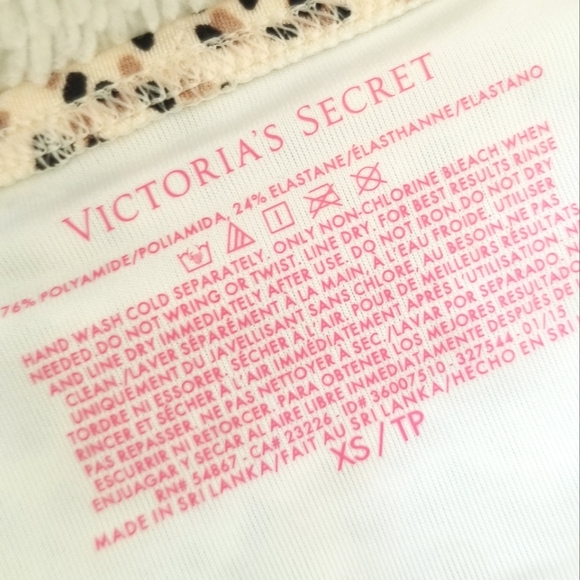 VICTORIA'S SECRET
76% POLYAMIDE/POLIAMIDA, 24% ELASTANE/ÉLASTHANNE/ELASTANO
HAND WASH COLD SEPARATELY. ONLY NON-CHLORINE BLEACH WHEN
NEEDED. DO NOT WRING OR TWIST. LINE DRY. FOR BEST RESULTS RINSE
AND LINE DRY IMMEDIATELY AFTER USE. DO NOT IRON. DO NOT DRY
CLEAN./LAVER SÉPARÉMENT À LA MAIN, À L'EAU FROIDE. UTILISER
UNIQUEMENT DU JAVELLISANT SANS CHLORE, AU BESOIN. NE PAS
TORDRE NI ESSORER. SÉCHER À L'AIR. POUR DE MEILLEURS RÉSULTATS
RINCER ET SÉCHER À L'AIR IMMÉDIATEMENT APRÈS L'UTILISATION. N
PAS REPASSER. NE PAS NETTOYER À SEC./LAVAR POR SEPARADO. N
ESCURRIR NI RETORCER. PARA OBTENER LOS MEJORES RESULTADO
ENJUAGAR Y SECAR AL AIRE LIBRE INMEDIATAMENTE DESPUÉS DE
RN# 54867. CA# 23226. ID# 36007510. 327544. 01/15
MADE IN SRI LANKA/FAIT AU SRI LANKA/HECHO EN SRI
XS/TP